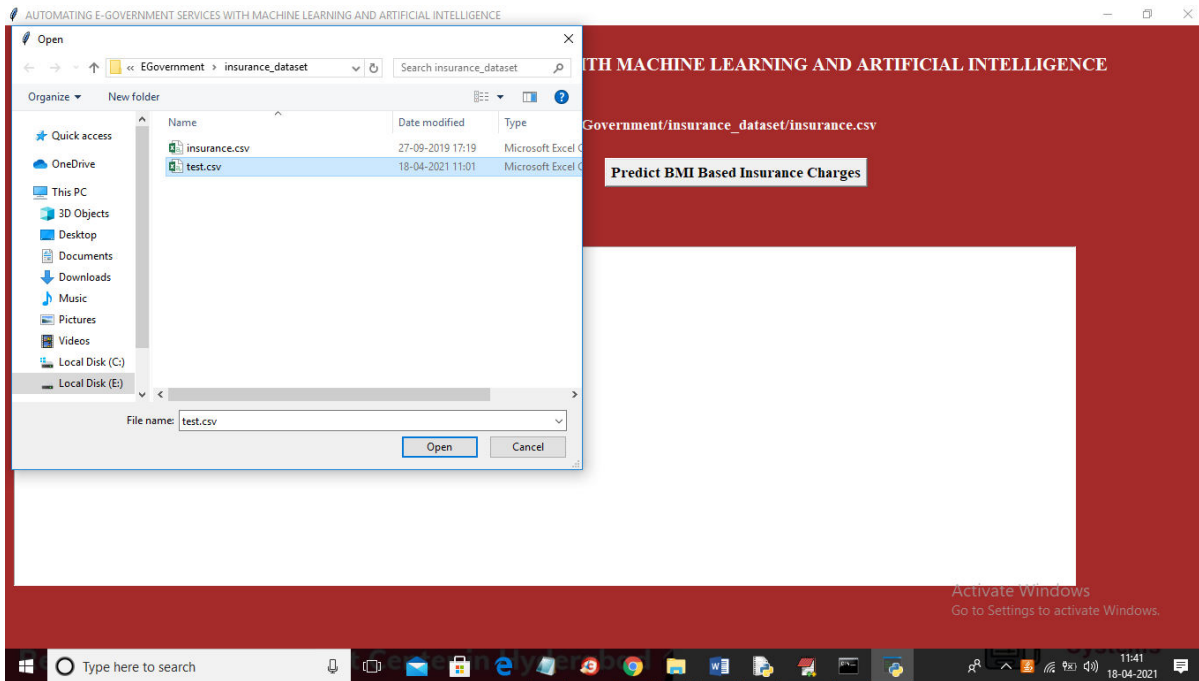 AUTOMATING E-GOVERNMENT SERVICES WITH MACHINE LEARNING AND ARTIFICIAL INTELLIGENCE
Open
« EGovernment › insurance_dataset
Search insurance_dataset
Organize
New folder
Name
Date modified
Type
Quick access
OneDrive
This PC
3D Objects
Desktop
Documents
Downloads
Music
Pictures
Videos
Local Disk (C:)
Local Disk (E:)
insurance.csv 27-09-2019 17:19 Microsoft Excel
test.csv 18-04-2021 11:01 Microsoft Excel
File name: test.csv
Open
Cancel
ITH MACHINE LEARNING AND ARTIFICIAL INTELLIGENCE
Government/insurance_dataset/insurance.csv
Predict BMI Based Insurance Charges
Activate Windows
Go to Settings to activate Windows.
Type here to search
11:41
18-04-2021